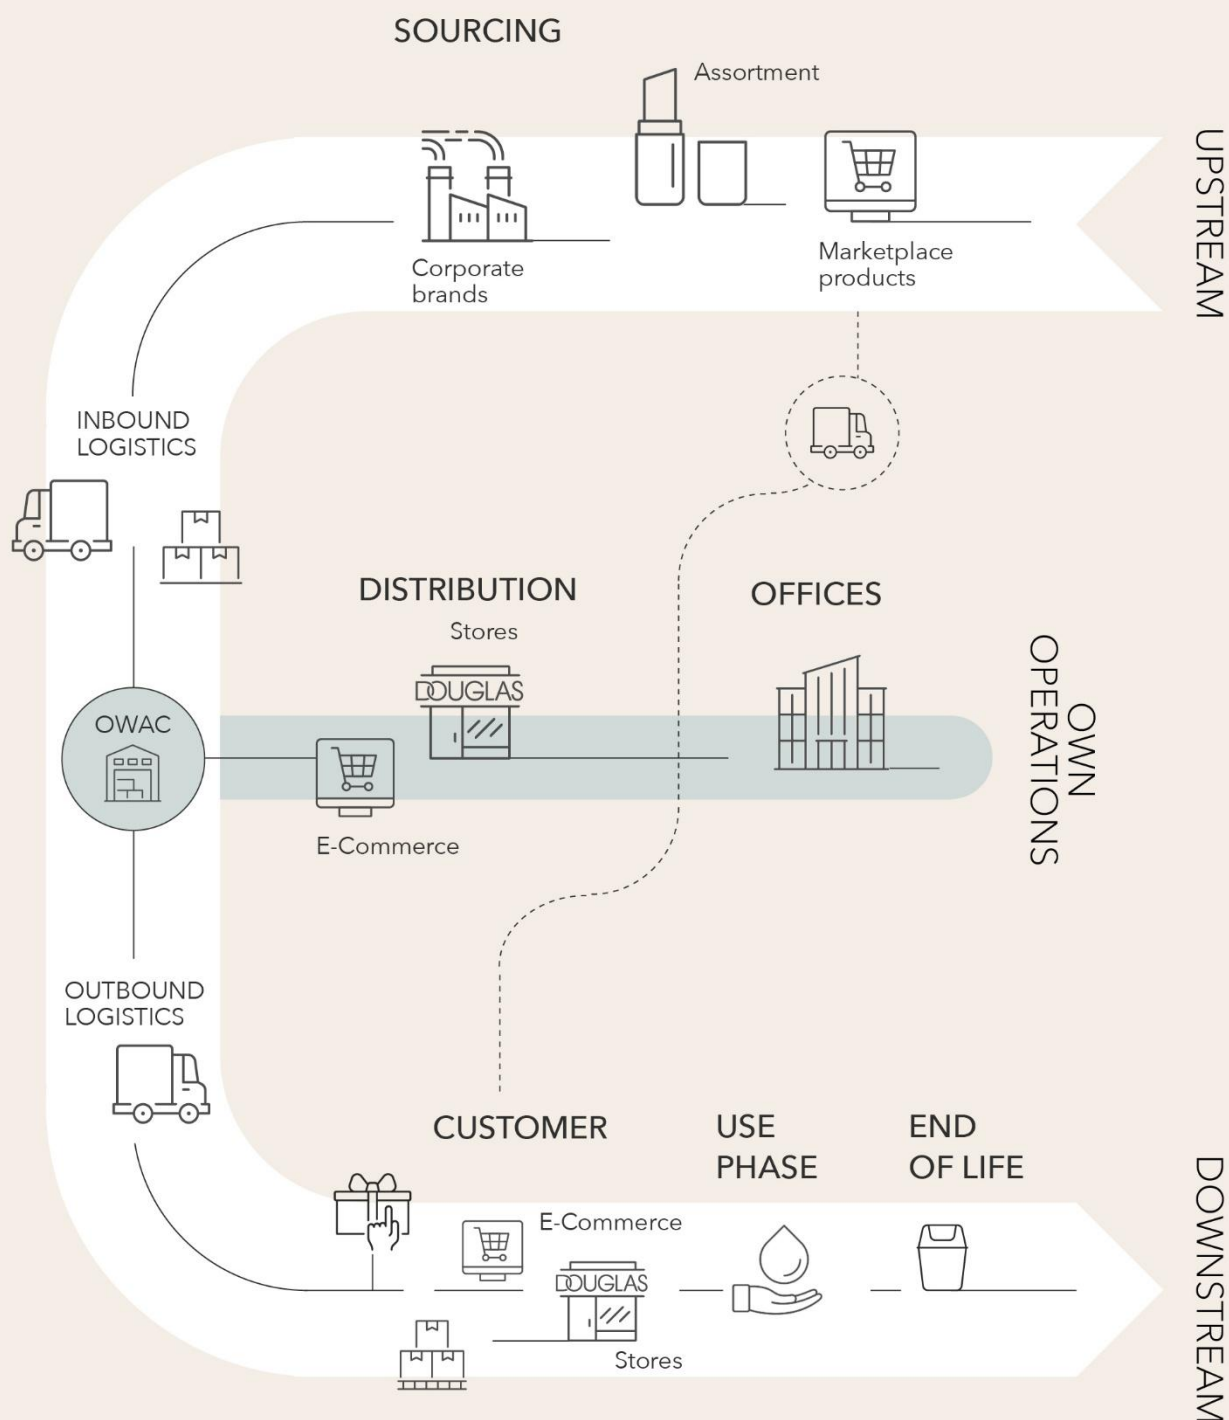 SOURCING
Assortment
UPSTREAM
Corporate
brands
Marketplace
products
INBOUND
LOGISTICS
DISTRIBUTION
Stores
OFFICES
OWN
OPERATIONS
DOUGLAS
OWAC
E-Commerce
OUTBOUND
LOGISTICS
CUSTOMER
USE
PHASE
END
OF LIFE
DOWNSTREAM
E-Commerce
DOUGLAS
Stores